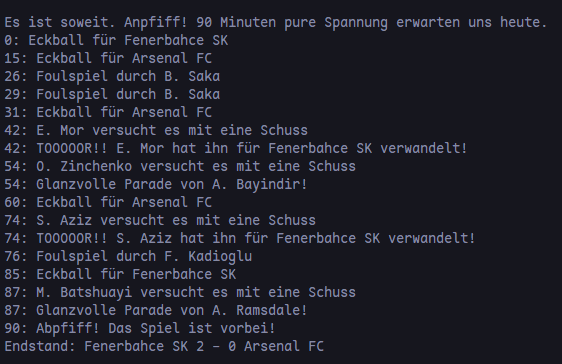 Es ist soweit. Anpfiff! 90 Minuten pure Spannung erwarten uns heute.
0: Eckball für Fenerbahce SK
15: Eckball für Arsenal FC
26: Foulspiel durch B. Saka
29: Foulspiel durch B. Saka
31: Eckball für Arsenal FC
42: E. Mor versucht es mit eine Schuss
42: TOOOOOR!! E. Mor hat ihn für Fenerbahce SK verwandelt!
54: O. Zinchenko versucht es mit eine Schuss
54: Glanzvolle Parade von A. Bayindir!
60: Eckball für Arsenal FC
74: S. Aziz versucht es mit eine Schuss
74: TOOOOOR!! S. Aziz hat ihn für Fenerbahce SK verwandelt!
76: Foulspiel durch F. Kadioglu
85: Eckball für Fenerbahce SK
87: M. Batshuayi versucht es mit eine Schuss
87: Glanzvolle Parade von A. Ramsdale!
90: Abpfiff! Das Spiel ist vorbei!
Endstand: Fenerbahce SK 2 - 0 Arsenal FC